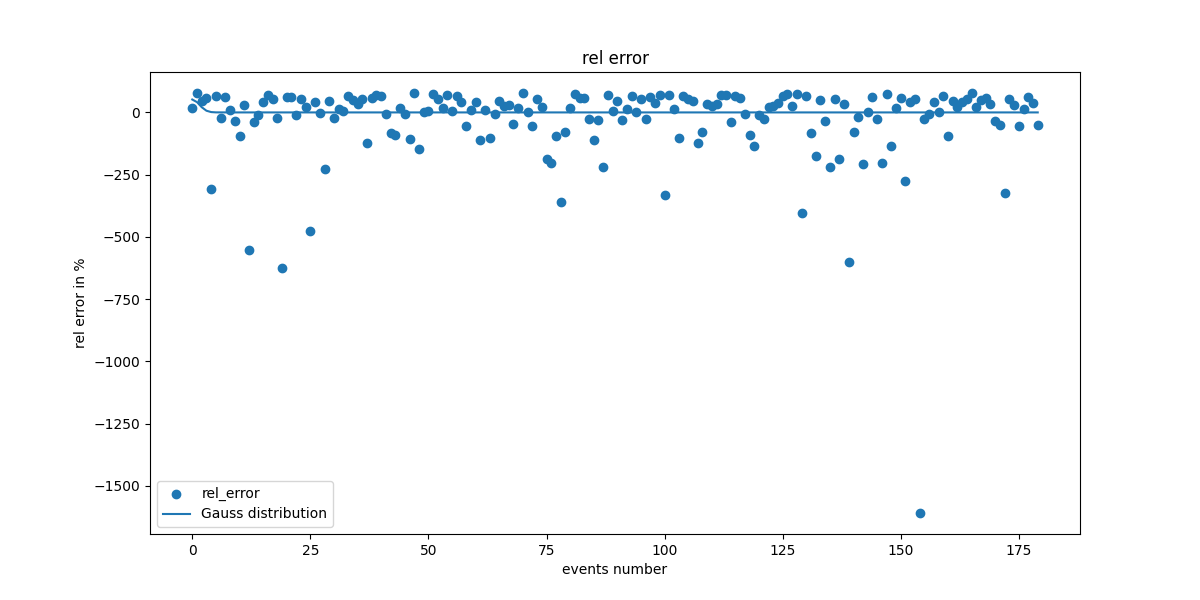 rel error
rel error in %
0
−250
−500
−750
−1000
−1250
−1500
rel_error
Gauss distribution
0 25 50 75 100 125 150 175
events number